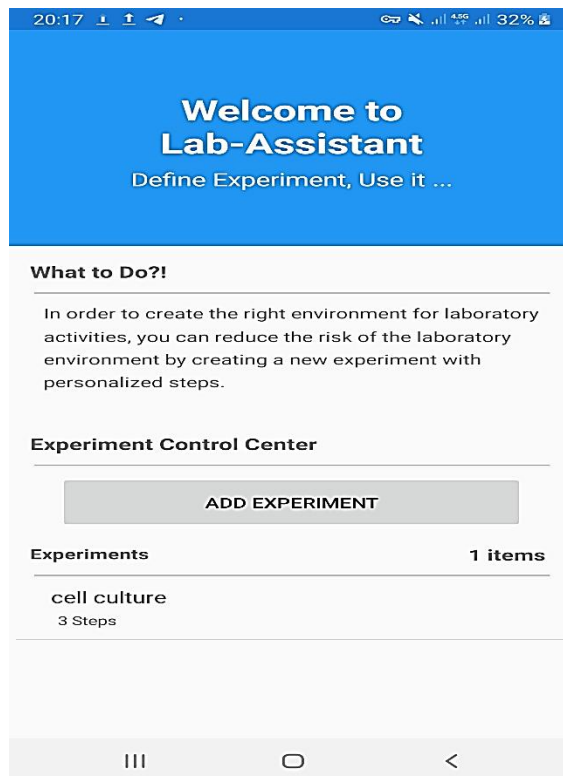 20:17
4.5G 32%
Welcome to
Lab-Assistant
Define Experiment, Use it ...
What to Do?!
In order to create the right environment for laboratory
activities, you can reduce the risk of the laboratory
environment by creating a new experiment with
personalized steps.
Experiment Control Center
ADD EXPERIMENT
Experiments 1 items
cell culture
3 Steps